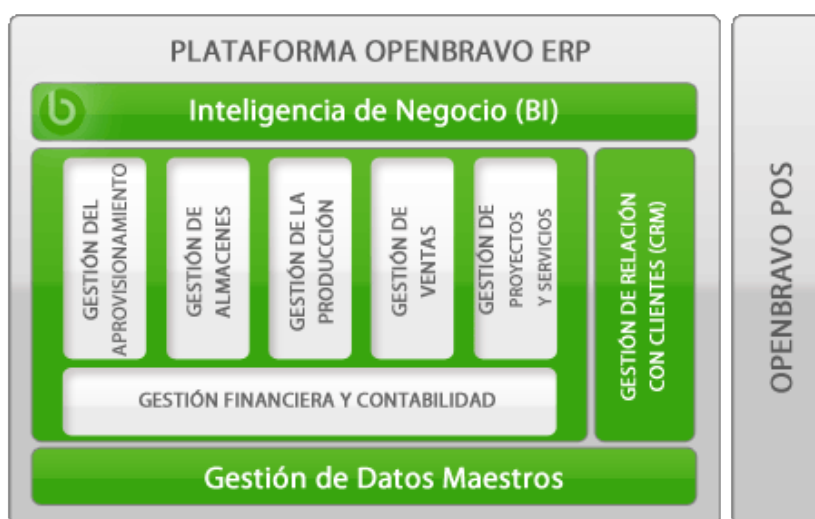 PLATAFORMA OPENBRAVO ERP
b
Inteligencia de Negocio (BI)
GESTIÓN DEL
APROVISIONAMIENTO
GESTIÓN DE
ALMACENES
GESTIÓN DE LA
PRODUCCIÓN
GESTIÓN DE
VENTAS
GESTIÓN DE
PROYECTOS
Y SERVICIOS
GESTIÓN DE RELACIÓN
CON CLIENTES (CRM)
GESTIÓN FINANCIERA Y CONTABILIDAD
Gestión de Datos Maestros
OPENBRAVO POS